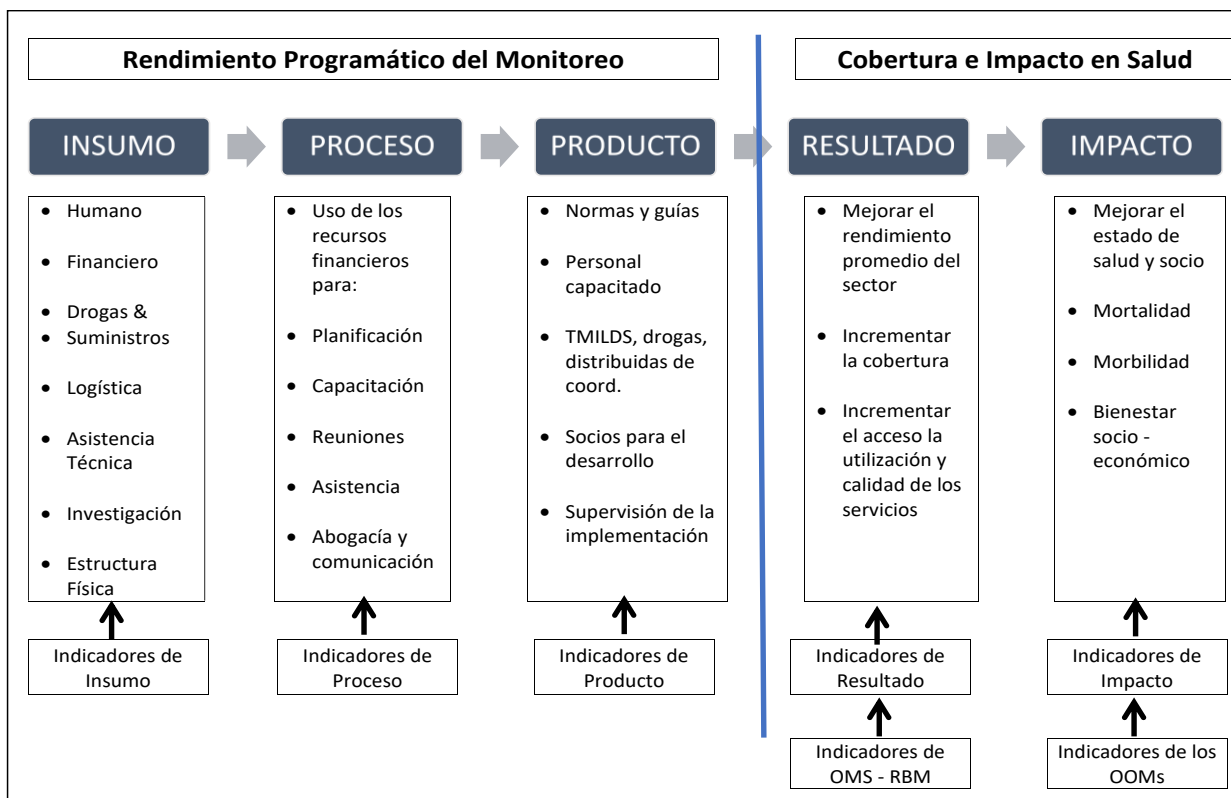 Rendimiento Programático del Monitoreo
Cobertura e Impacto en Salud
INSUMO
PROCESO
PRODUCTO
RESULTADO
IMPACTO
• Humano
• Financiero
• Drogas &
• Suministros
• Logística
• Asistencia
Técnica
• Investigación
• Estructura
Física
• Uso de los
recursos
financieros
para:
• Planificación
• Capacitación
• Reuniones
• Asistencia
• Abogacía y
comunicación
• Normas y guías
• Personal
capacitado
• TMILDS, drogas,
distribuidas de
coord.
• Socios para el
desarrollo
• Supervisión de la
implementación
• Mejorar el
rendimiento
promedio del
sector
• Incrementar
la cobertura
• Incrementar
el acceso la
utilización y
calidad de los
servicios
• Mejorar el
estado de
salud y socio
• Mortalidad
• Morbilidad
• Bienestar
socio -
económico
Indicadores de
Insumo
Indicadores de
Proceso
Indicadores de
Producto
Indicadores de
Resultado
Indicadores de
Impacto
Indicadores de
OMS - RBM
Indicadores de los
OOMs